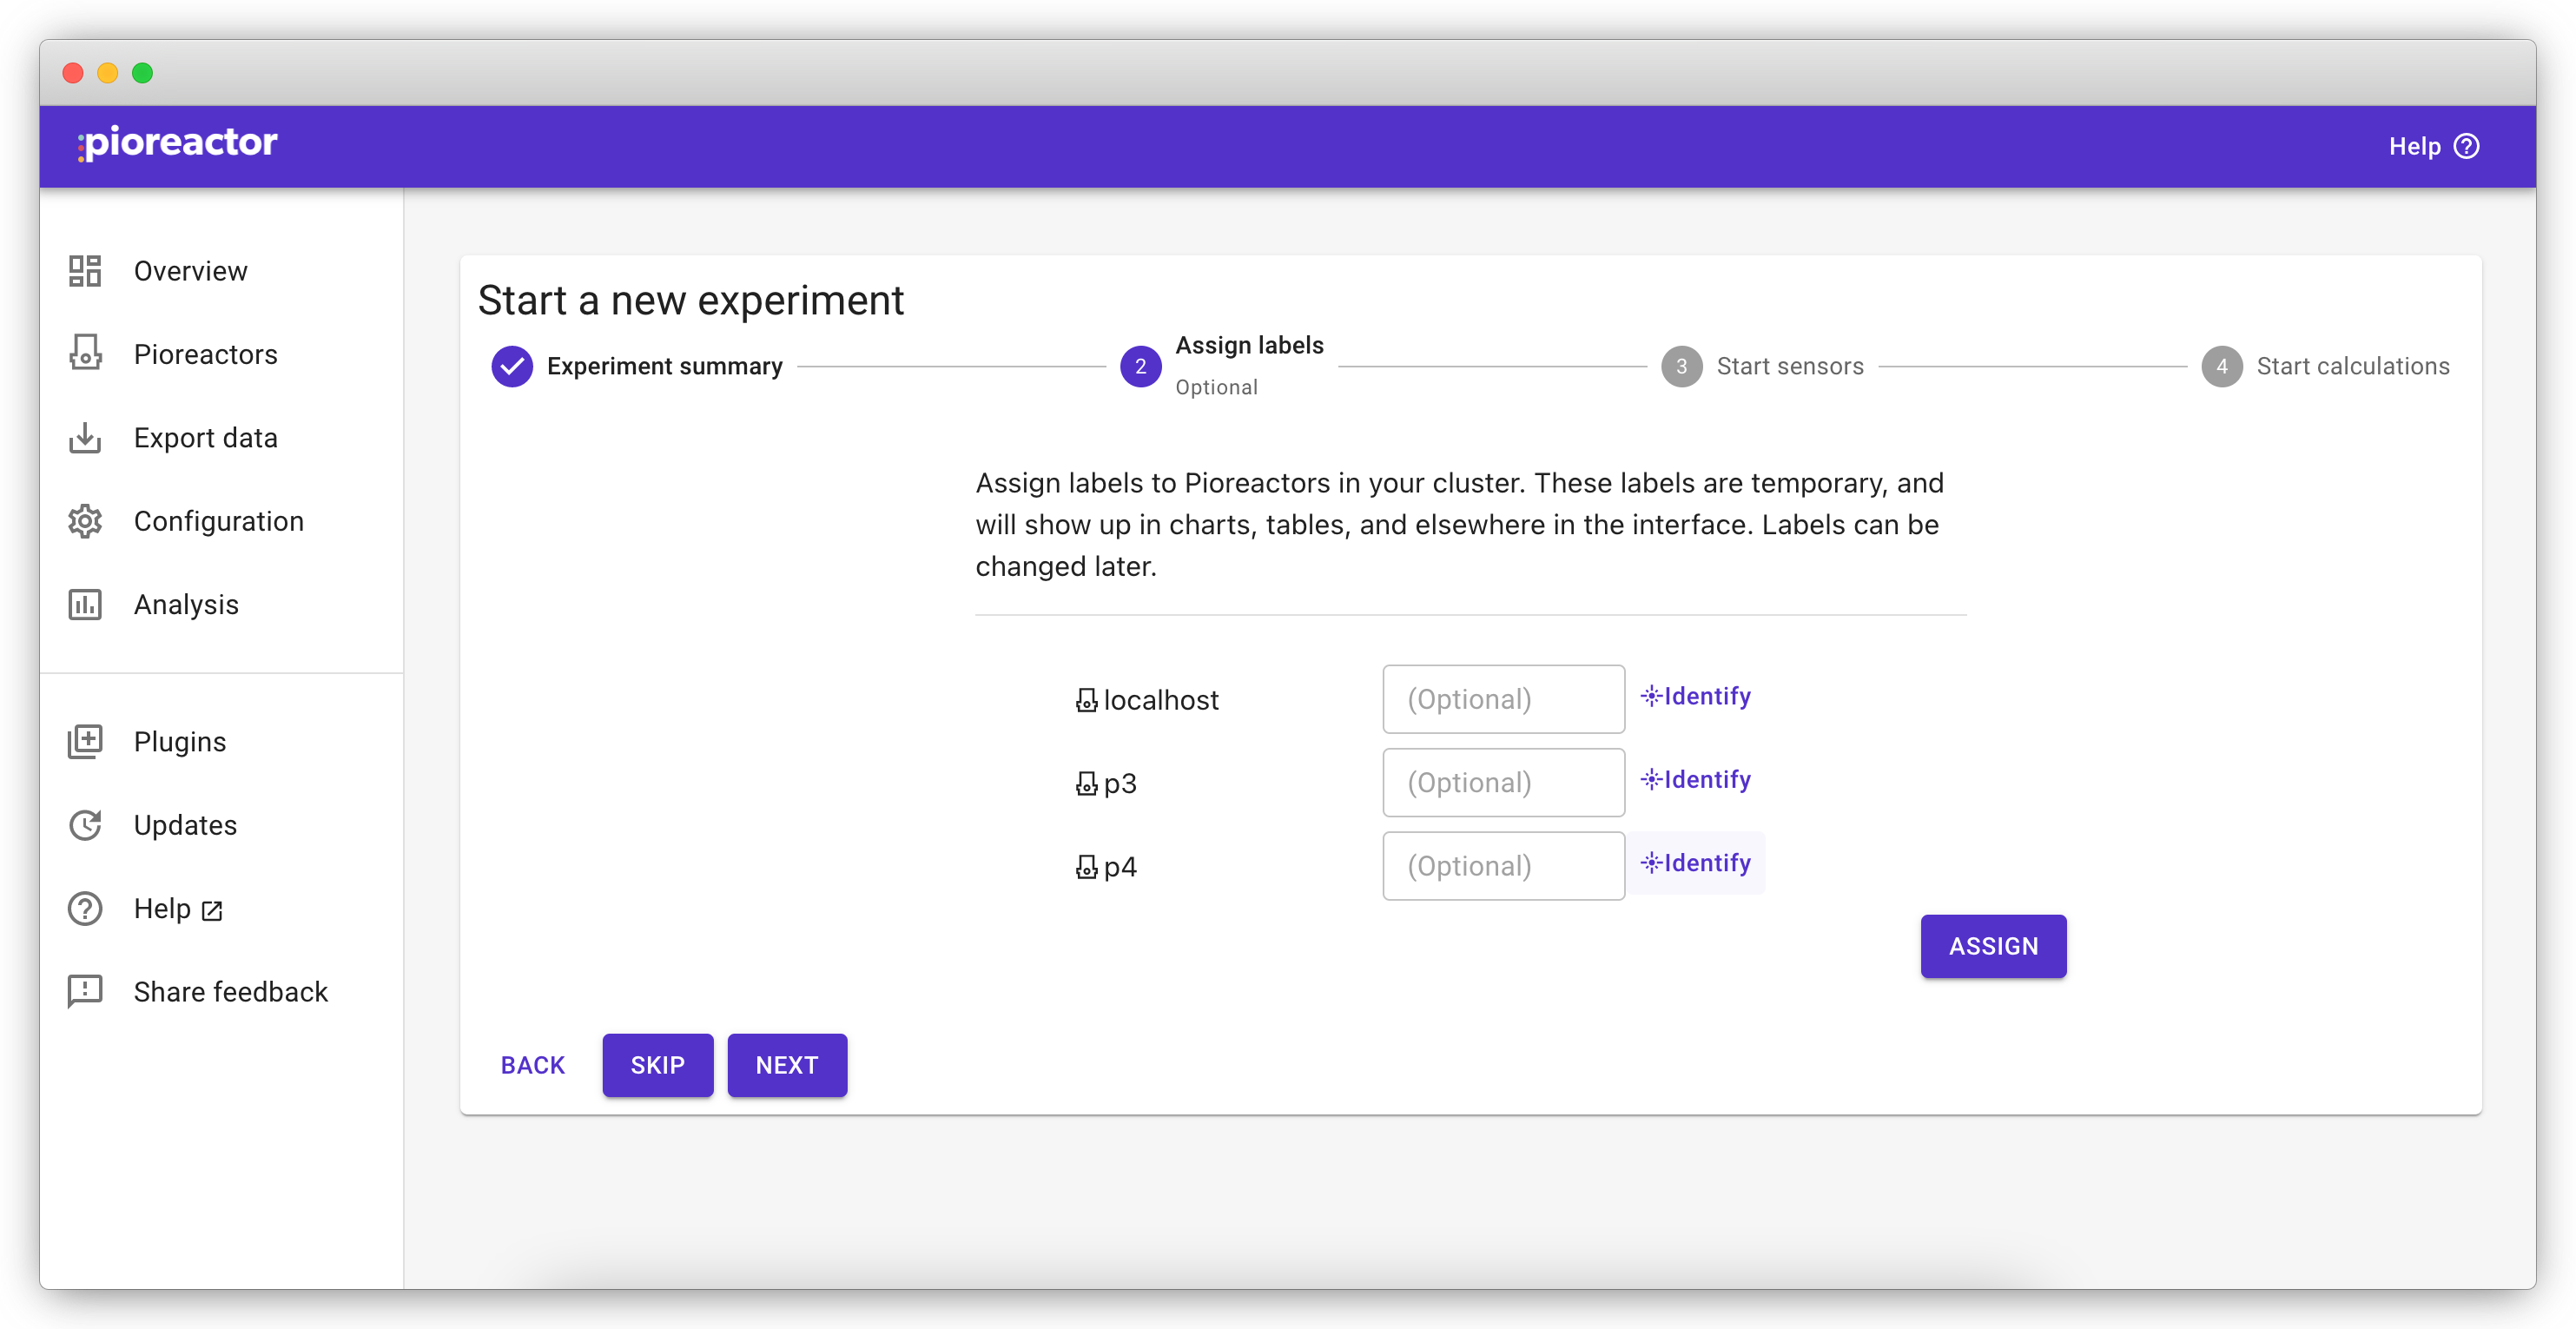 pioreactor
Help
Overview
Pioreactors
Export data
Configuration
Analysis
Plugins
Updates
Help
Share feedback
Start a new experiment
Experiment summary
2
Assign labels
Optional
3
Start sensors
4
Start calculations
Assign labels to Pioreactors in your cluster. These labels are temporary, and
will show up in charts, tables, and elsewhere in the interface. Labels can be
changed later.
localhost (Optional) Identify
p3 (Optional) Identify
p4 (Optional) Identify
ASSIGN
BACK SKIP NEXT